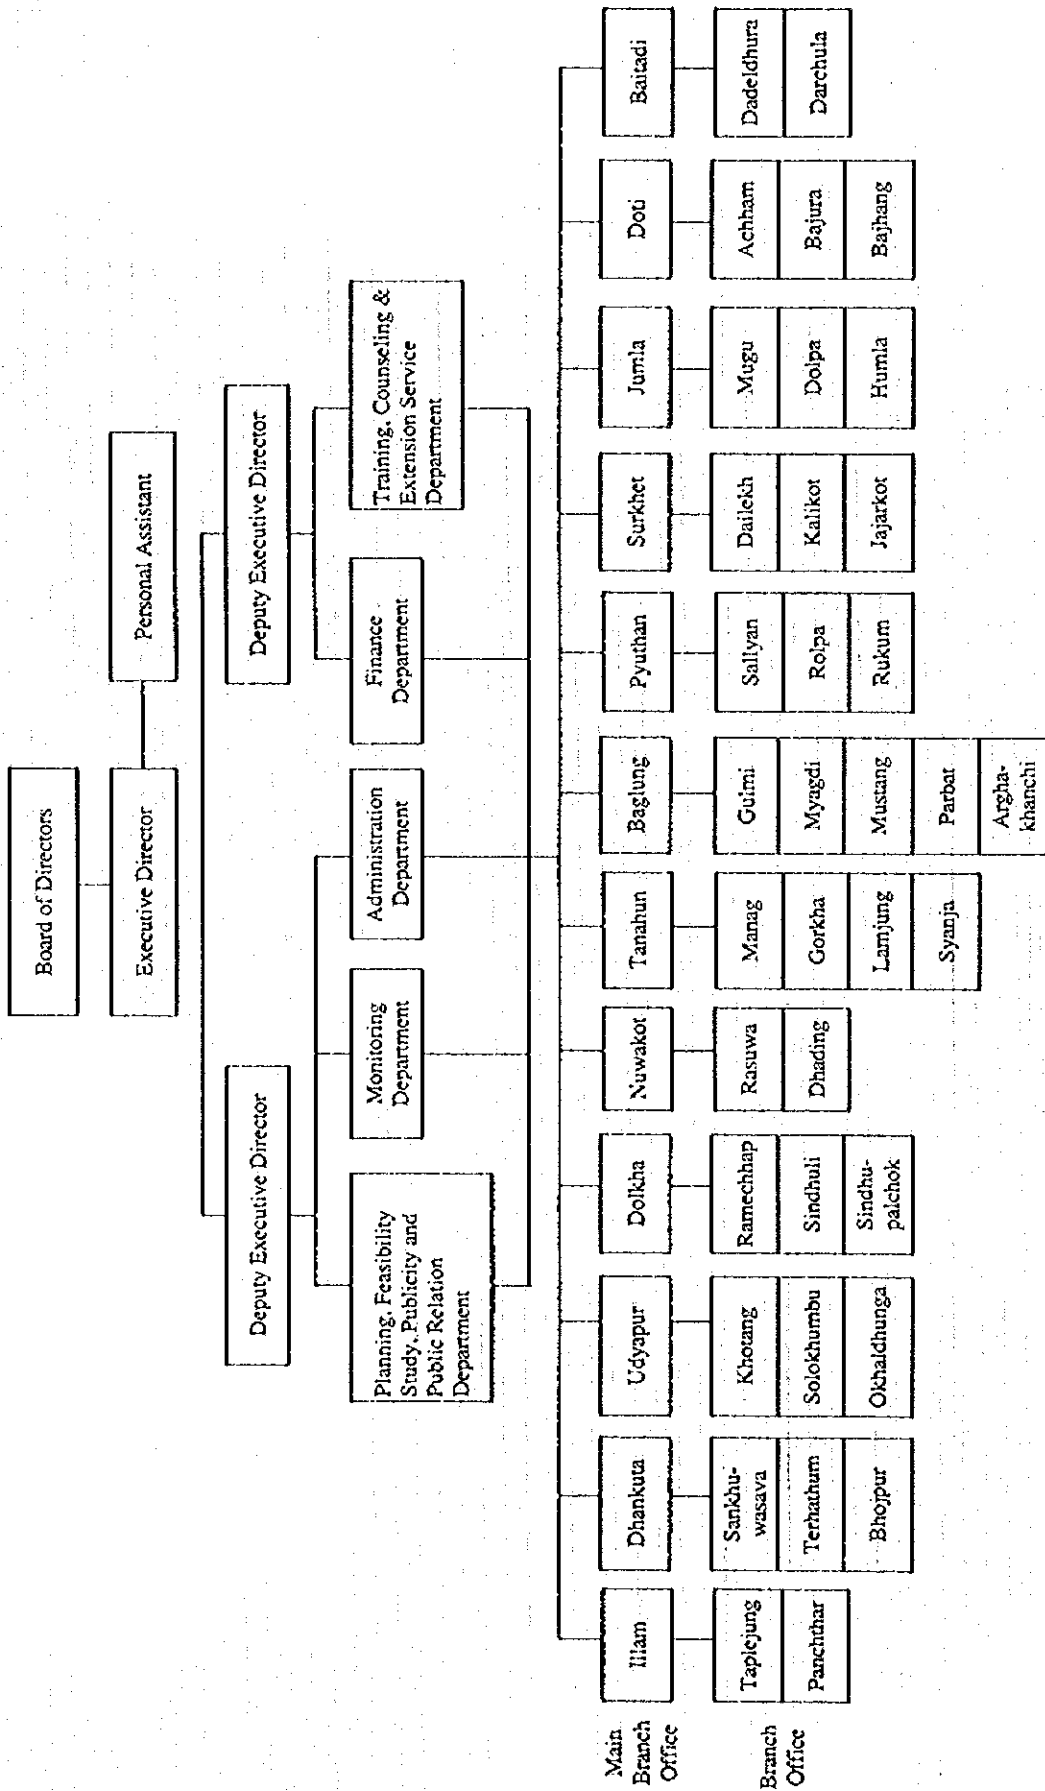 Board of Directors
Executive Director
Personal Assistant
Deputy Executive Director
Deputy Executive Director
Planning, Feasibility
Study, Publicity and
Public Relation
Department
Monitoring
Department
Administration
Department
Finance
Department
Training, Counseling &
Extension Service
Department
Main
Branch
Office
Illam
Dhankuta
Udyapur
Dolkha
Nuwakot
Tanahun
Baglung
Pyuthan
Surkhet
Jumla
Doti
Baitadi
Branch
Office
Taplejung
Panchthar
Sankhu-
wasava
Terhathum
Bhojpur
Khotang
Solokhumbu
Okhaldhunga
Ramechhap
Sindhuli
Sindhu-
palchok
Rasuwa
Dhading
Manag
Gorkha
Lamjung
Syanja
Gulmi
Myagdi
Mustang
Parbat
Argha-
khanchi
Sallyan
Rolpa
Rukum
Dailekh
Kalikot
Jajarkot
Mugu
Dolpa
Humla
Achham
Bajura
Bajhang
Dadeldhura
Darchula